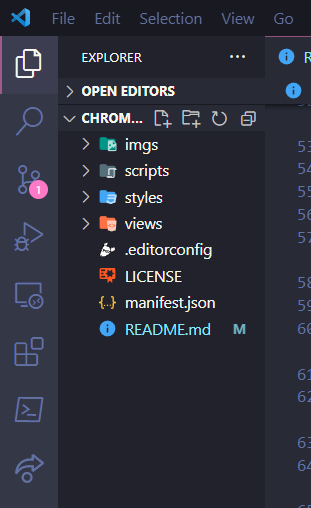 File Edit Selection View Go
EXPLORER ...
OPEN EDITORS
CHROM...
imgs
scripts
styles
views
.editorconfig
LICENSE
{..} manifest.json
README.md M
1
53
54
55
56
57
58
59
60
61
62
63
64